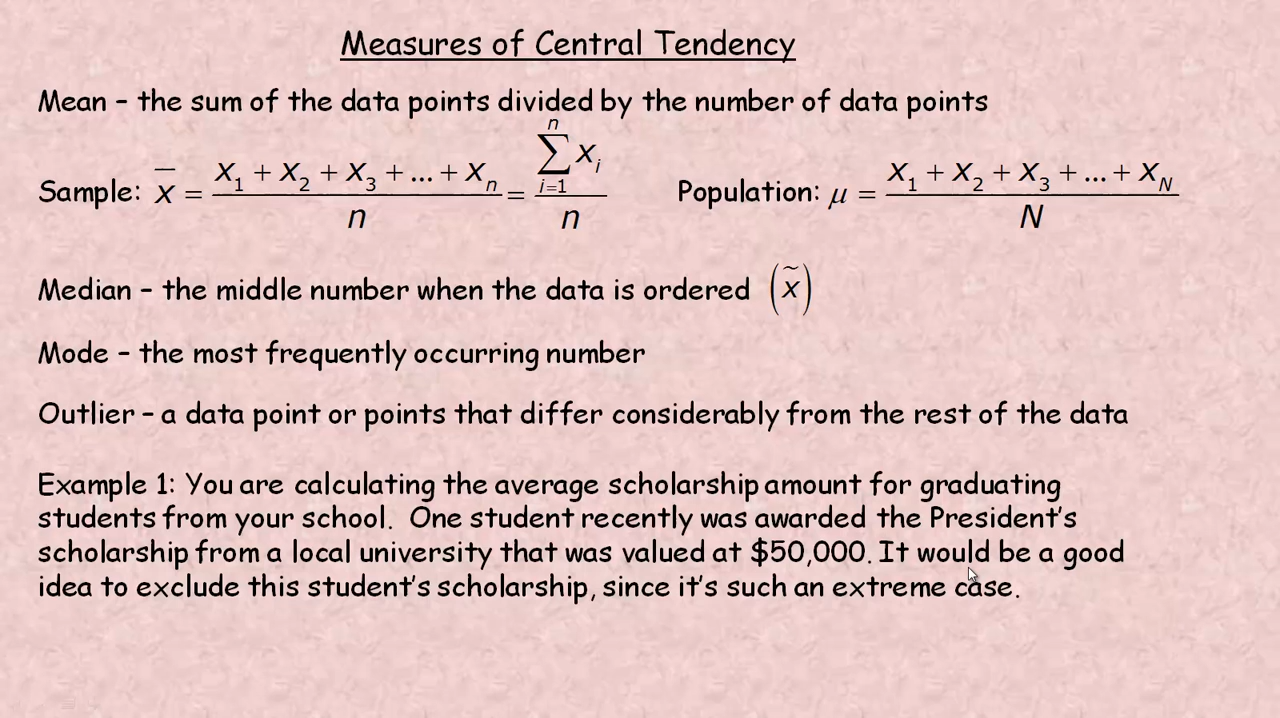 Measures of Central Tendency
Mean – the sum of the data points divided by the number of data points
Sample: x̅ = (x₁ + x₂ + x₃ + ... + xₙ)/n = (∑ᵢ₌₁ⁿ xᵢ)/n Population: μ = (x₁ + x₂ + x₃ + ... + x_N)/N
Median – the middle number when the data is ordered (x̃)
Mode – the most frequently occurring number
Outlier – a data point or points that differ considerably from the rest of the data
Example 1: You are calculating the average scholarship amount for graduating
students from your school. One student recently was awarded the President's
scholarship from a local university that was valued at $50,000. It would be a good
idea to exclude this student's scholarship, since it's such an extreme case.